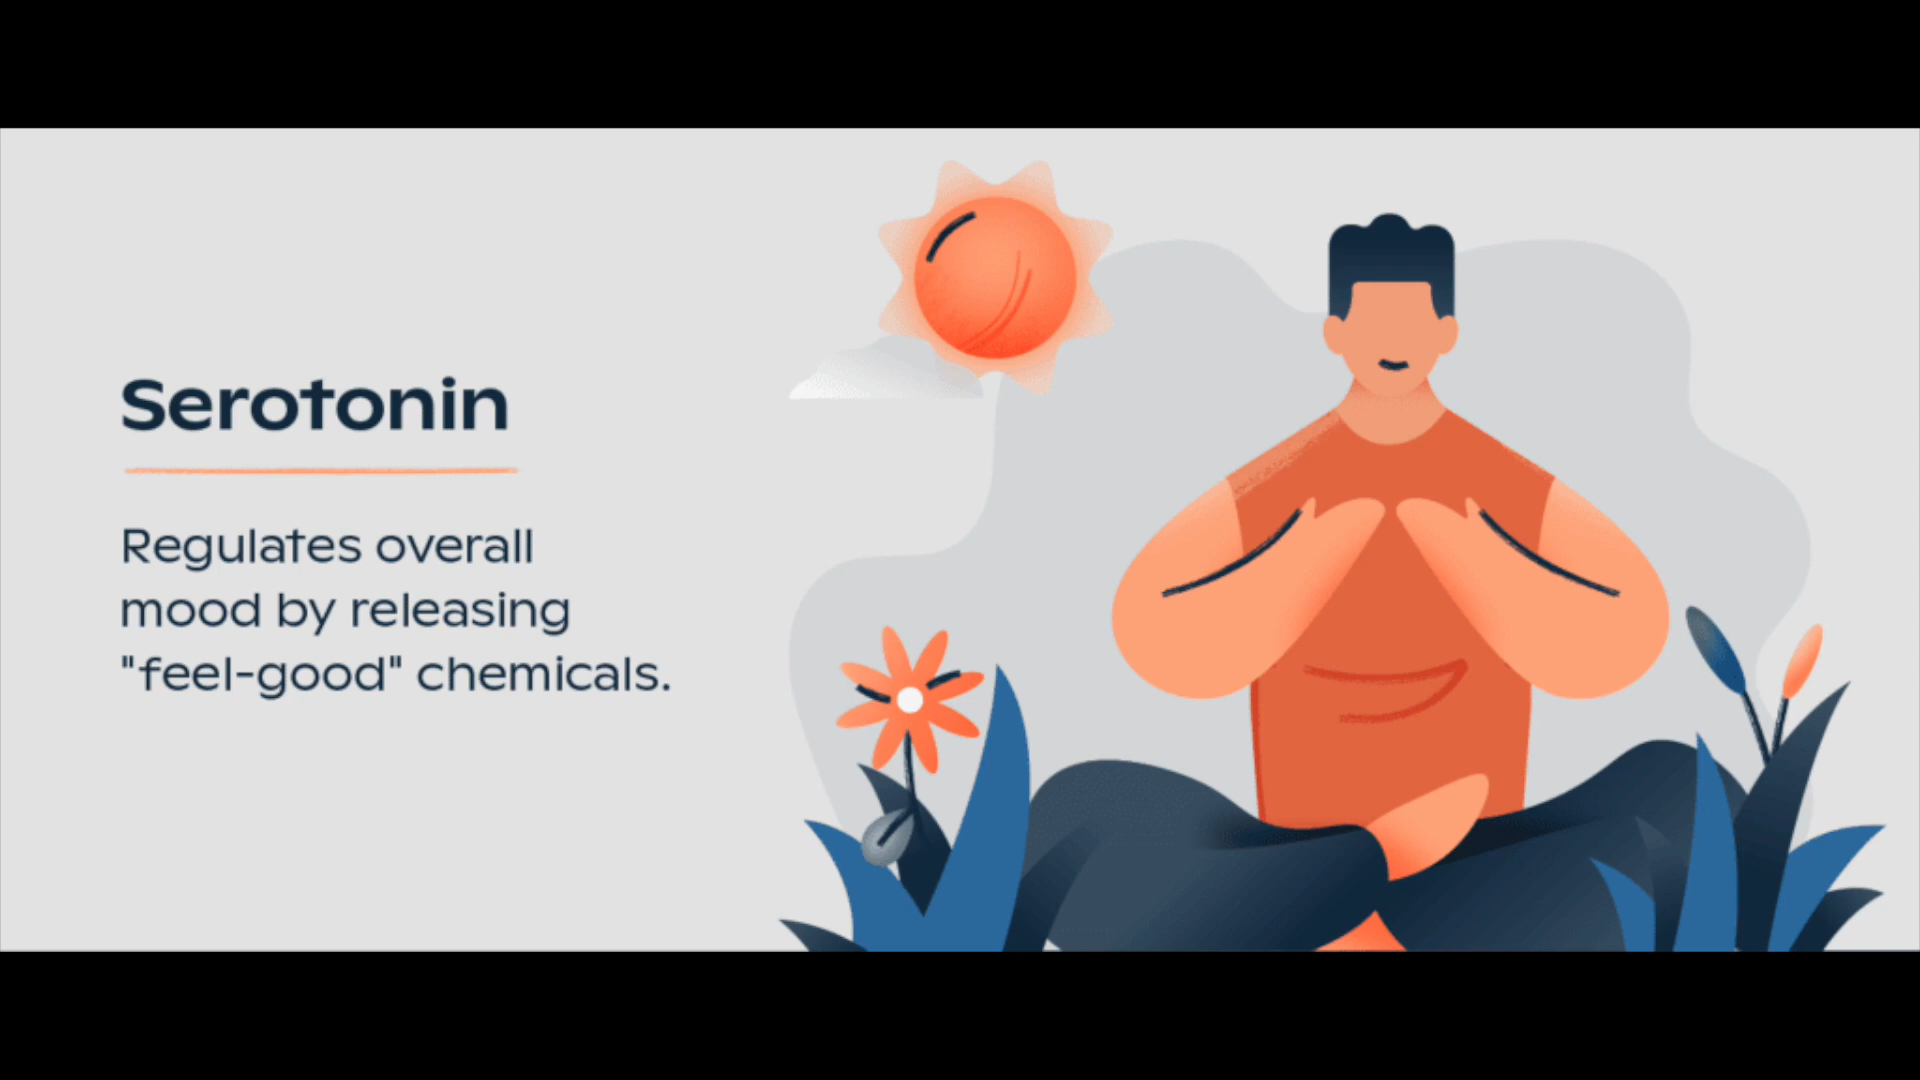 Serotonin
Regulates overall
mood by releasing
"feel-good" chemicals.